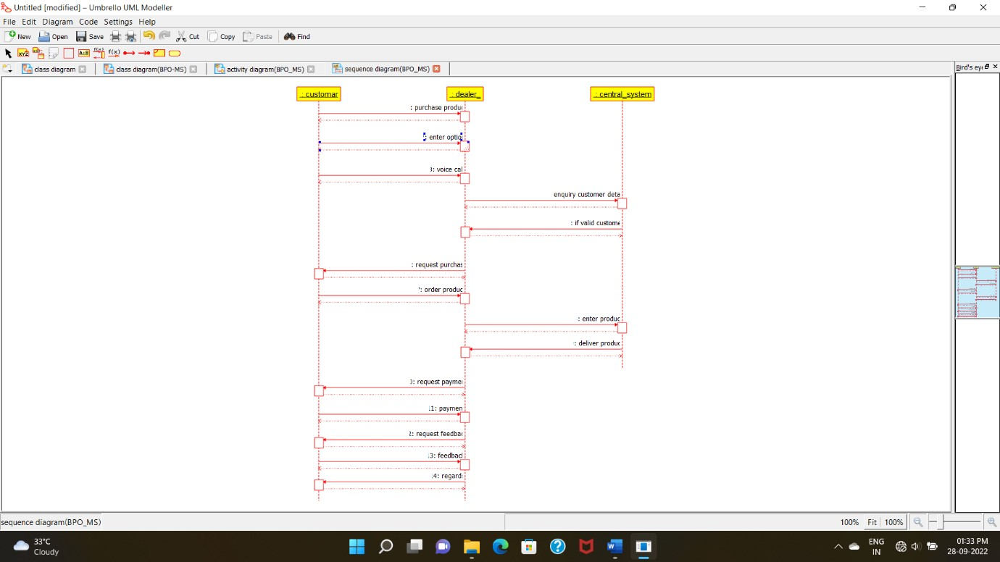 Untitled [modified] – Umbrello UML Modeller
File Edit Diagram Code Settings Help
New Open Save Cut Copy Paste Find
XYZ A:B f(x) f(x)
class diagram class diagram(BPO-MS) activity diagram(BPO_MS) sequence diagram(BPO_MS) Bird's eye
: customar : dealer_ : central_system
: purchase produc
: enter optio
3: voice cal
enquiry customer deta
: if valid custome
: request purchas
': order produc
: enter produc
: deliver produc
0: request payme
1: paymen
2: request feedbac
3: feedbac
4: regard
sequence diagram(BPO_MS) 100% Fit 100%
33°C
Cloudy
ENG
IN
01:33 PM
28-09-2022